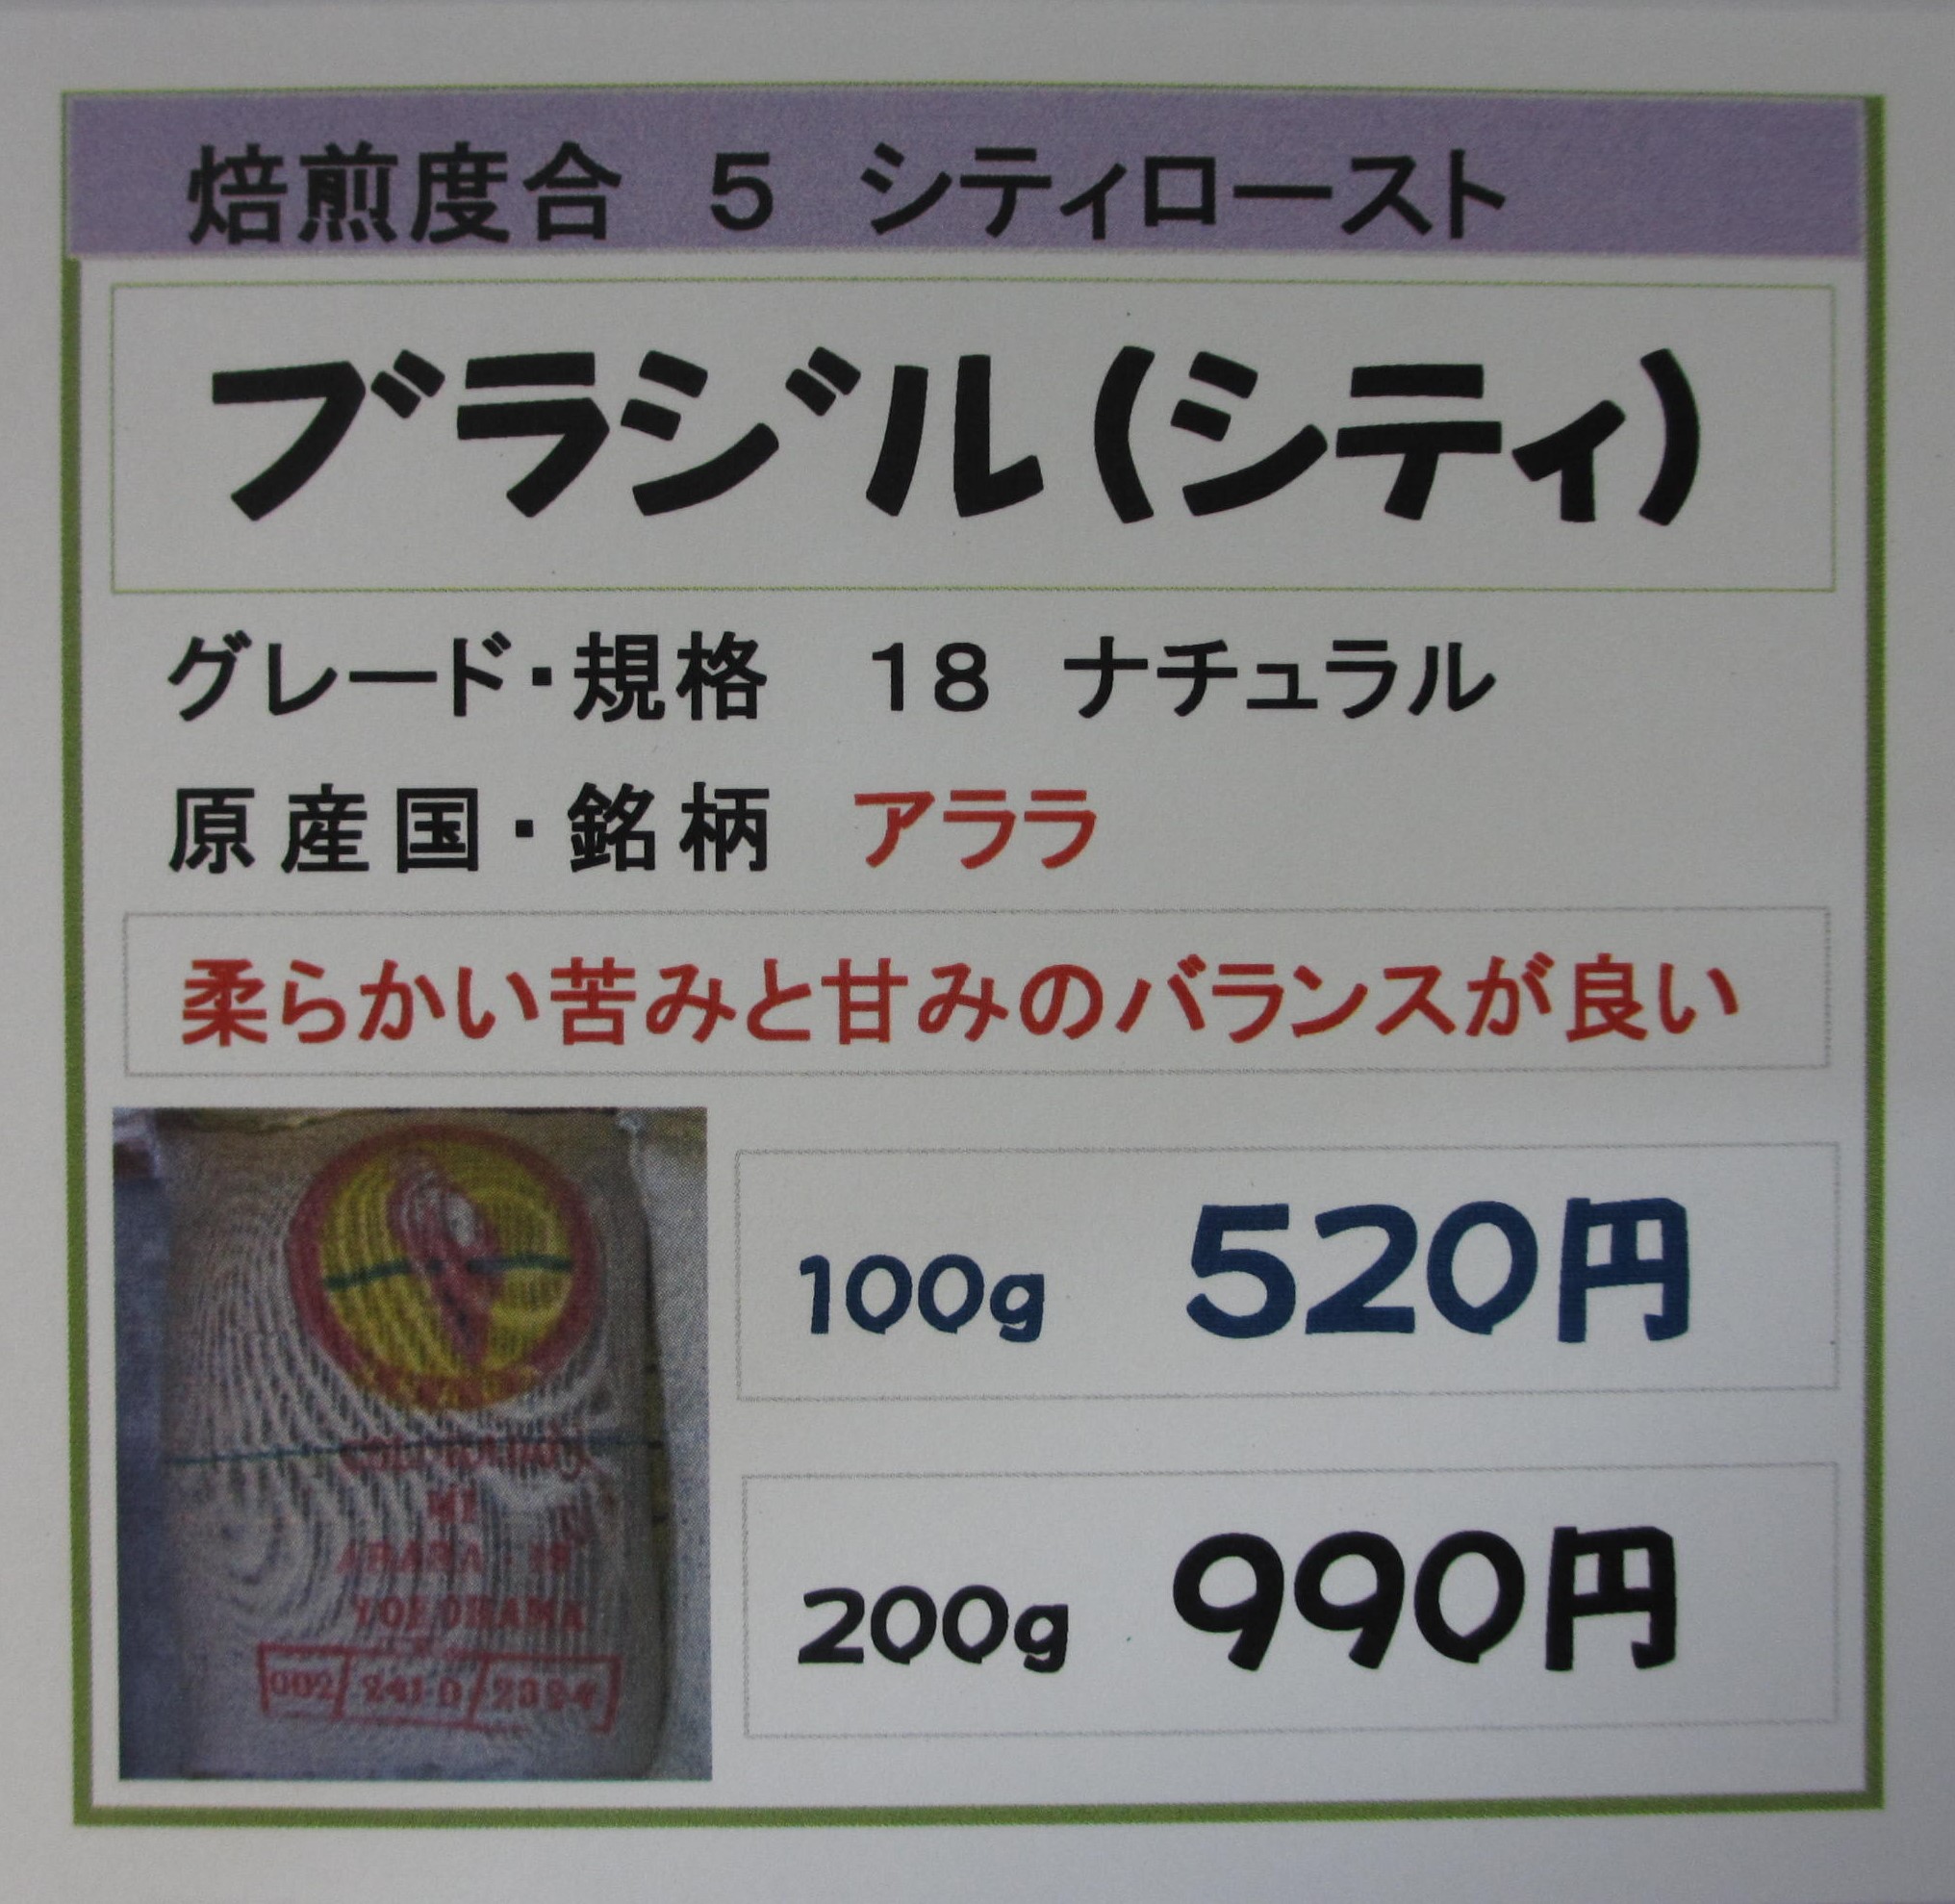 焙煎度合　5　シティロースト
ブラジル(シティ)
グレード・規格　18　ナチュラル
原産国・銘柄　アララ
柔らかい苦みと甘みのバランスが良い
100g　520円
200g　990円
YOKOHAMA
002/